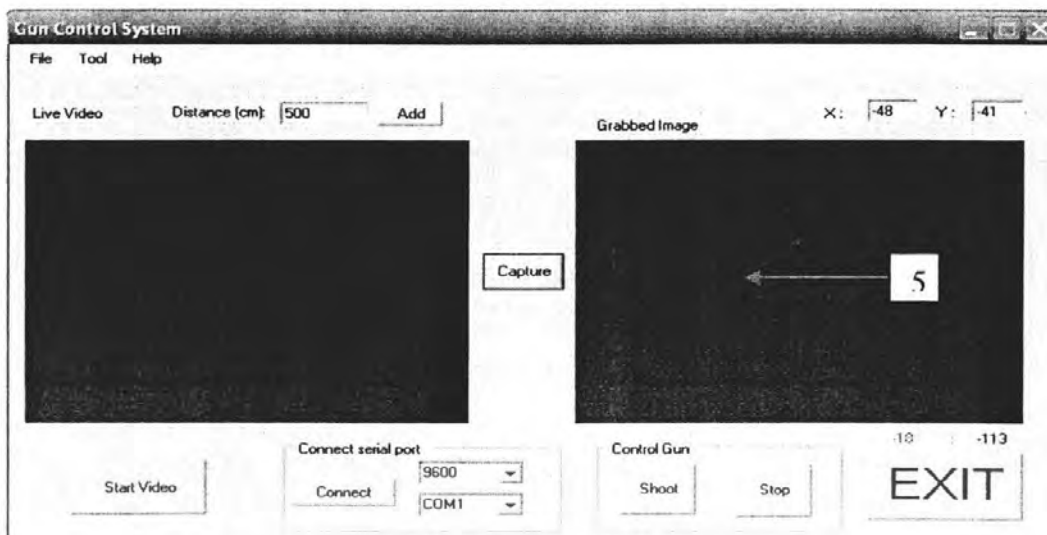 Gun Control System
File Tool Help
Live Video Distance (cm): 500 Add
Grabbed Image X: -48 Y: -41
Capture
5
-113
Start Video
Connect serial port
Connect 9600
COM1
Control Gun
Shoot Stop
EXIT